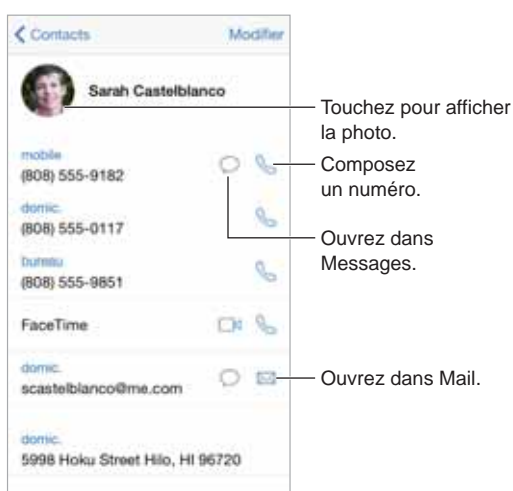 Contacts Modifier
Sarah Castelblanco
Touchez pour afficher
la photo.
mobile
(808) 555-9182
Composez
un numéro.
domic.
(808) 555-0117
Ouvrez dans
Messages.
bureau
(808) 555-9851
FaceTime
domic.
scastelblanco@me.com
Ouvrez dans Mail.
domic.
5998 Hoku Street Hilo, HI 96720